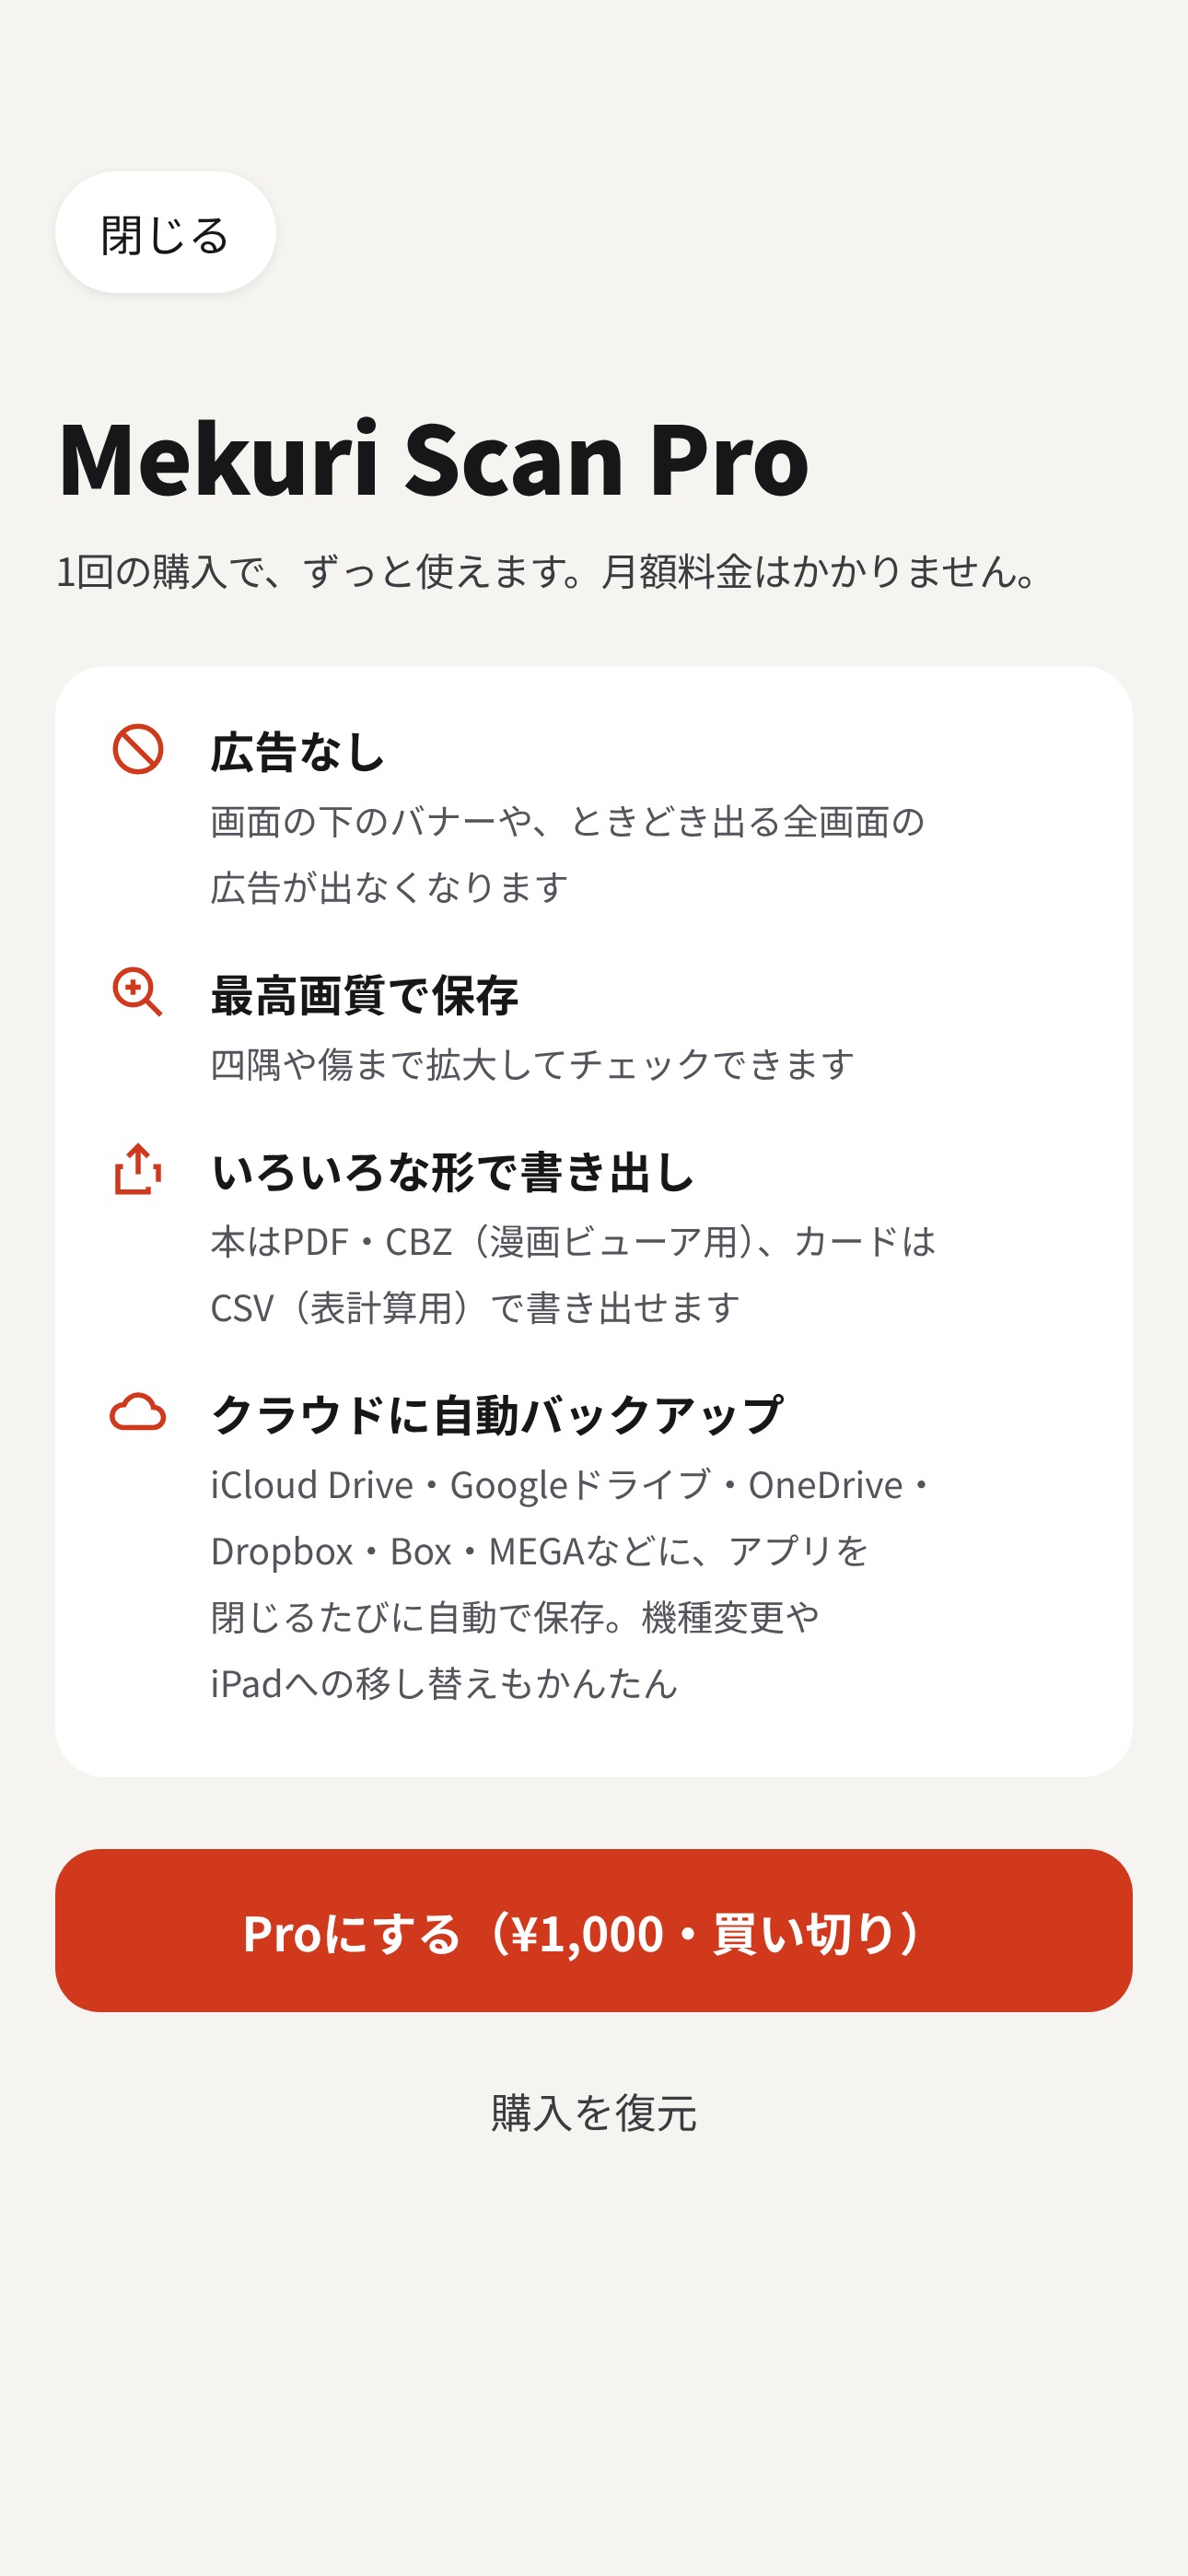 閉じる
Mekuri Scan Pro
1回の購入で、ずっと使えます。月額料金はかかりません。
広告なし
画面の下のバナーや、ときどき出る全画面の
広告が出なくなります
最高画質で保存
四隅や傷まで拡大してチェックできます
いろいろな形で書き出し
本はPDF・CBZ（漫画ビューア用）、カードは
CSV（表計算用）で書き出せます
クラウドに自動バックアップ
iCloud Drive・Googleドライブ・OneDrive・
Dropbox・Box・MEGAなどに、アプリを
閉じるたびに自動で保存。機種変更や
iPadへの移し替えもかんたん
Proにする（¥1,000・買い切り）
購入を復元